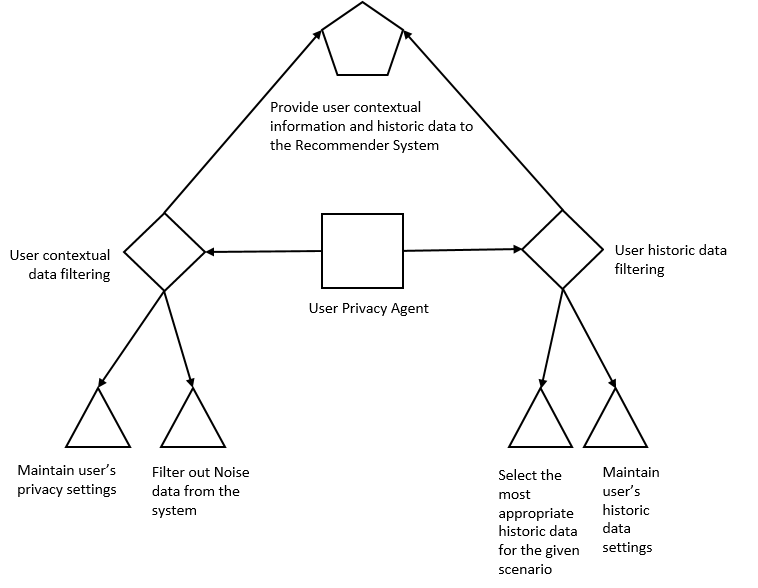 Provide user contextual
information and historic data to
the Recommender System
User contextual
data filtering
User historic data
filtering
User Privacy Agent
Maintain user’s
privacy settings
Filter out Noise
data from the
system
Select the
most
appropriate
historic data
for the given
scenario
Maintain
user’s
historic
data
settings